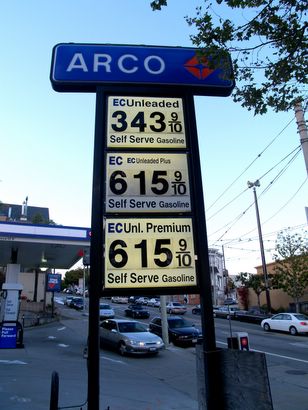 ARCO
EC Unleaded
343 9/10
Self Serve Gasoline
EC EC Unleaded Plus
615 9/10
Self Serve Gasoline
EC Unl. Premium
615 9/10
Self Serve Gasoline